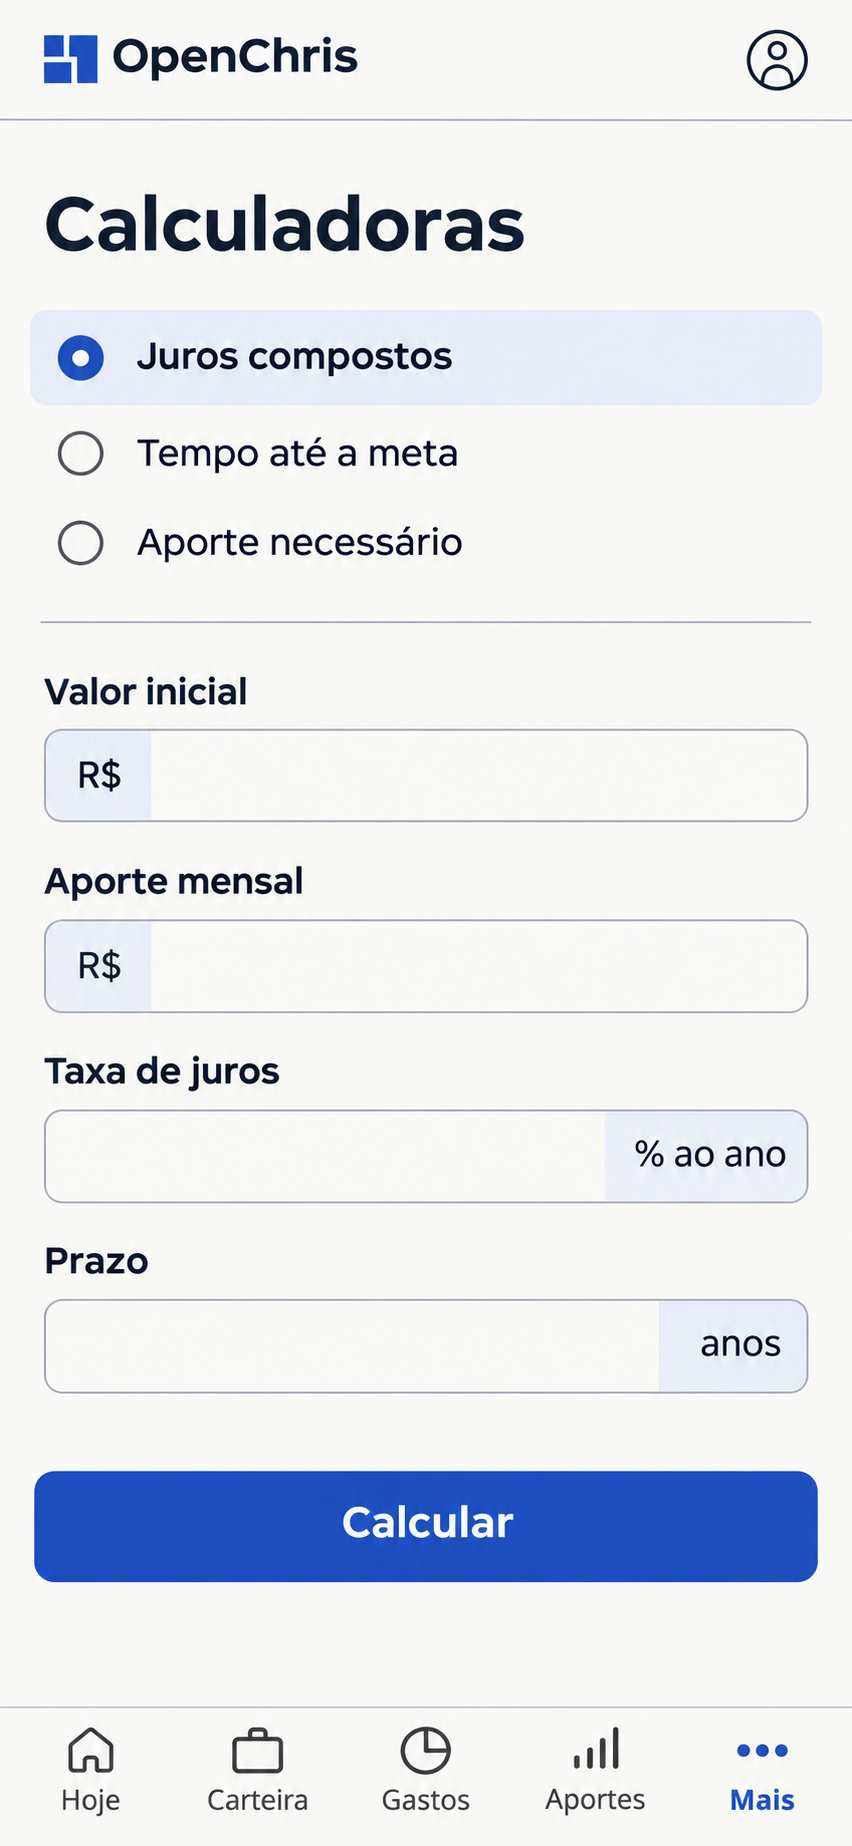 OpenChris
Calculadoras
Juros compostos
Tempo até a meta
Aporte necessário
Valor inicial
R$
Aporte mensal
R$
Taxa de juros
% ao ano
Prazo
anos
Calcular
Hoje
Carteira
Gastos
Aportes
Mais